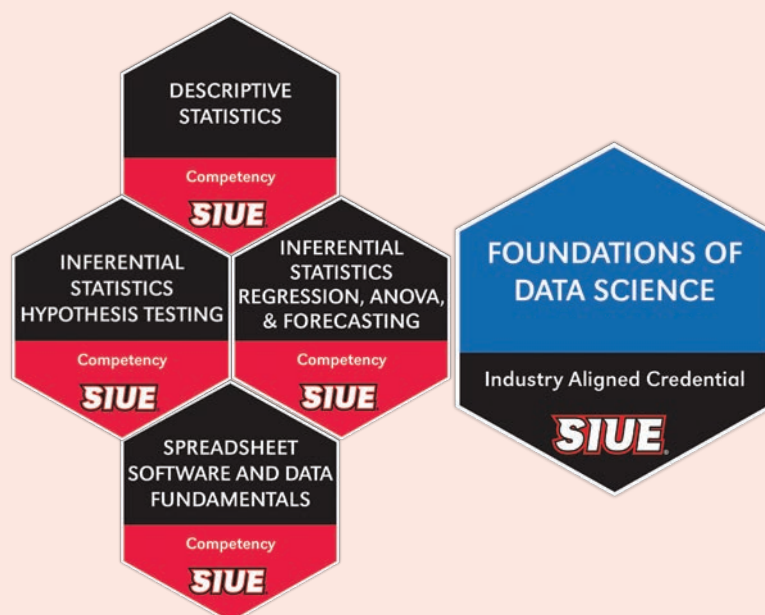 DESCRIPTIVE
STATISTICS
Competency
SIUE
INFERENTIAL
STATISTICS
HYPOTHESIS TESTING
Competency
SIUE
INFERENTIAL
STATISTICS
REGRESSION, ANOVA,
& FORECASTING
Competency
SIUE
SPREADSHEET
SOFTWARE AND DATA
FUNDAMENTALS
Competency
SIUE
FOUNDATIONS OF
DATA SCIENCE
Industry Aligned Credential
SIUE®